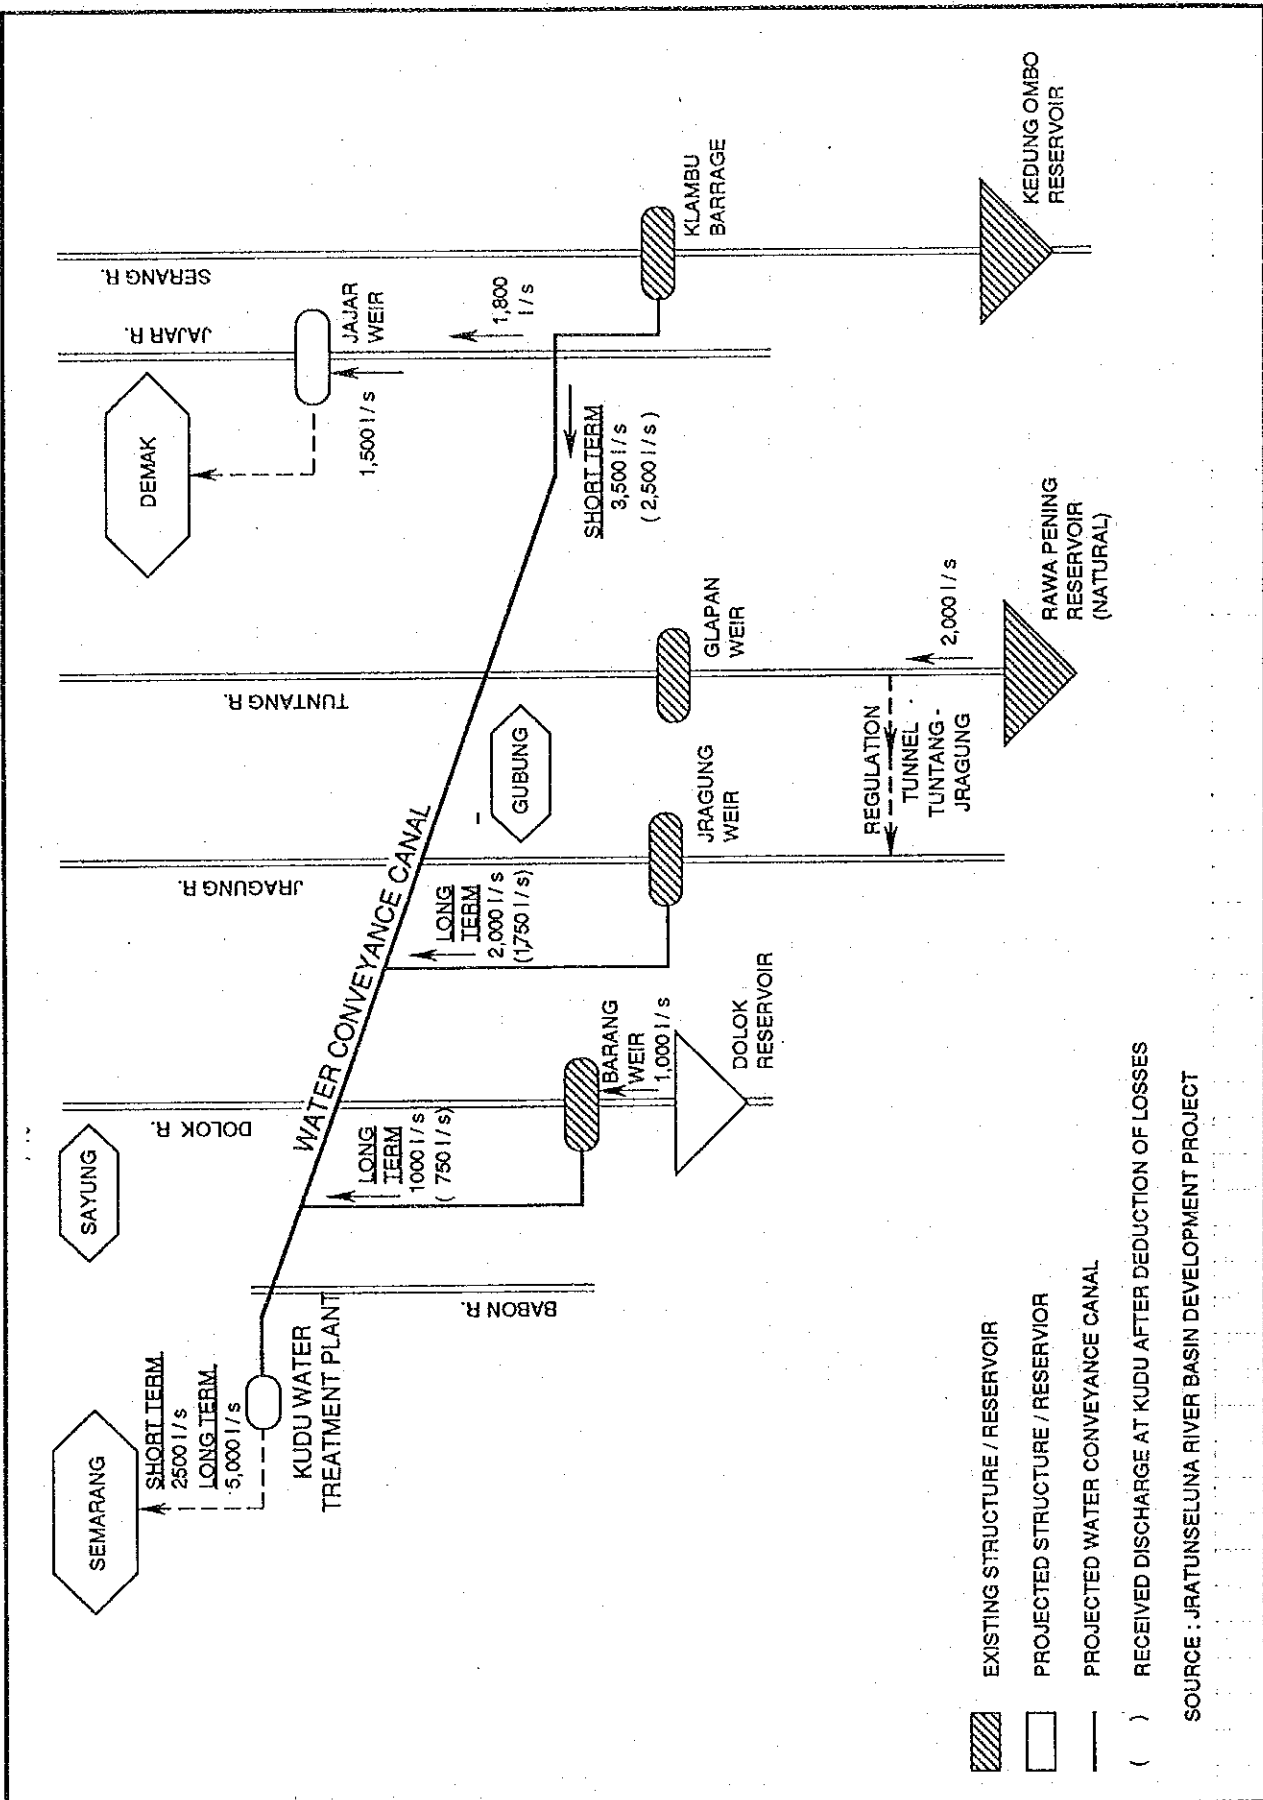 SEMARANG
SHORT TERM
2500 l/s
LONG TERM
5,000 l/s
KUDU WATER
TREATMENT PLANT
SAYUNG
BABON R.
DOLOK R.
LONG
TERM
1000 l/s
( 750 l/s)
BARANG
WEIR
1,000 l/s
DOLOK
RESERVOIR
WATER CONVEYANCE CANAL
JRAGUNG R.
LONG
TERM
2,000 l/s
(1,750 l/s)
JRAGUNG
WEIR
GUBUNG
TUNTANG R.
GLAPAN
WEIR
REGULATION
TUNNEL
TUNTANG -
JRAGUNG
2,000 l/s
RAWA PENING
RESERVOIR
(NATURAL)
DEMAK
1,500 l/s
JAJAR R.
JAJAR
WEIR
SHORT TERM
3,500 l/s
( 2,500 l/s )
1,800
l/s
SERANG R.
KLAMBU
BARRAGE
KEDUNG OMBO
RESERVOIR
EXISTING STRUCTURE / RESERVOIR
PROJECTED STRUCTURE / RESERVIOR
PROJECTED WATER CONVEYANCE CANAL
( ) RECEIVED DISCHARGE AT KUDU AFTER DEDUCTION OF LOSSES
SOURCE : JRATUNSELUNA RIVER BASIN DEVELOPMENT PROJECT